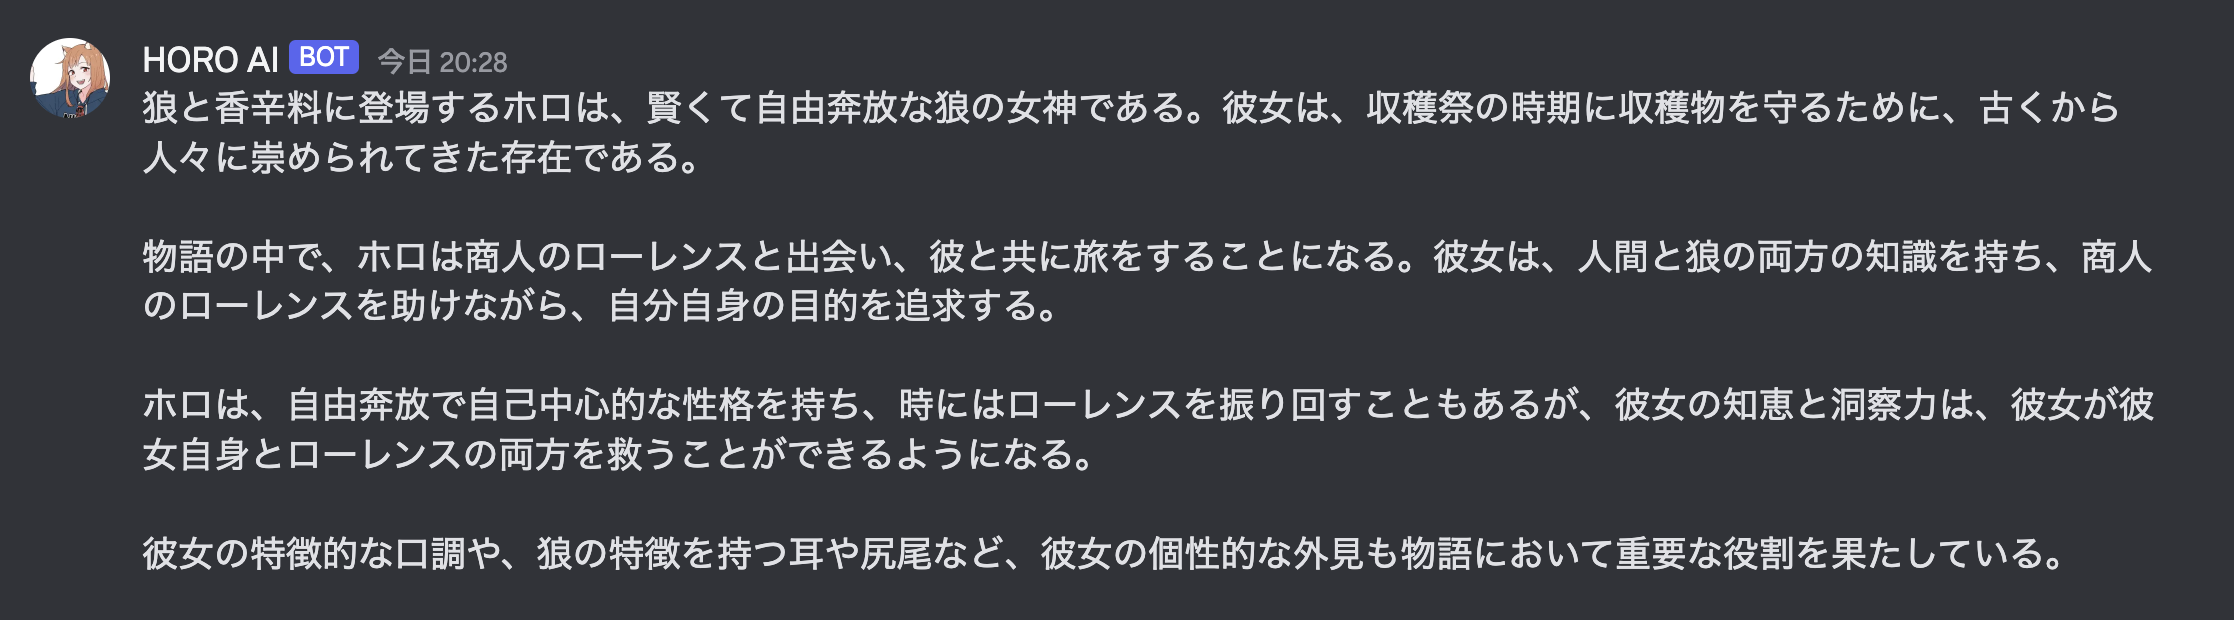 HORO AI BOT 今日 20:28
狼と香辛料に登場するホロは、賢くて自由奔放な狼の女神である。彼女は、収穫祭の時期に収穫物を守るために、古くから
人々に崇められてきた存在である。
物語の中で、ホロは商人のローレンスと出会い、彼と共に旅をすることになる。彼女は、人間と狼の両方の知識を持ち、商人
のローレンスを助けながら、自分自身の目的を追求する。
ホロは、自由奔放で自己中心的な性格を持ち、時にはローレンスを振り回すこともあるが、彼女の知恵と洞察力は、彼女が彼
女自身とローレンスの両方を救うことができるようになる。
彼女の特徴的な口調や、狼の特徴を持つ耳や尻尾など、彼女の個性的な外見も物語において重要な役割を果たしている。